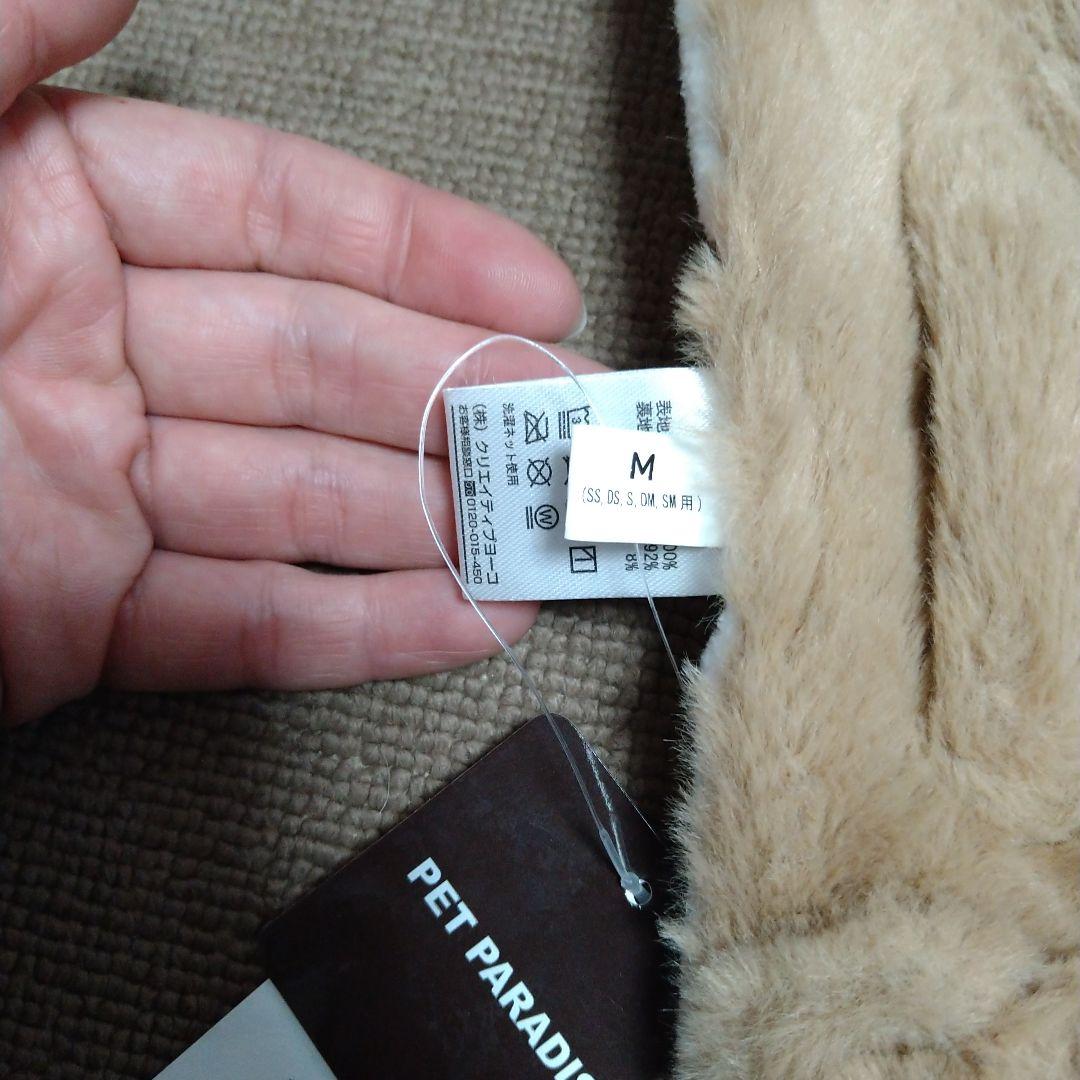 M
(SS,DS,S,DM,SM用)
表地
裏地
00%
92%
8%
洗濯ネット使用
(株)クリエイティブヨーコ
お客様相談窓口 0120-015-450
PET PARADIS